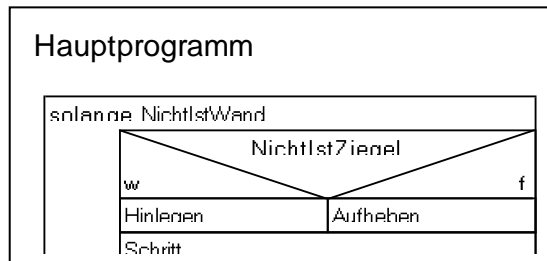 Hauptprogramm
solange NichtIstWand
NichtIstZiegel
w f
Hinlegen Aufheben
Schritt